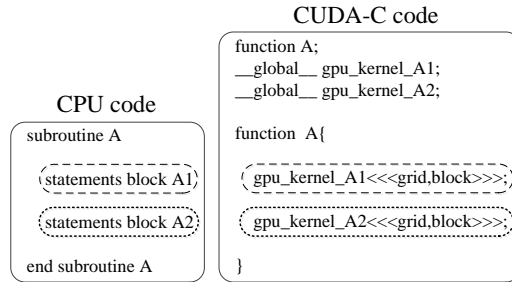 CPU code
subroutine A
statements block A1
statements block A2
end subroutine A
CUDA-C code
function A;
__global__ gpu_kernel_A1;
__global__ gpu_kernel_A2;
function A{
gpu_kernel_A1<<<grid,block>>>;
gpu_kernel_A2<<<grid,block>>>;
}